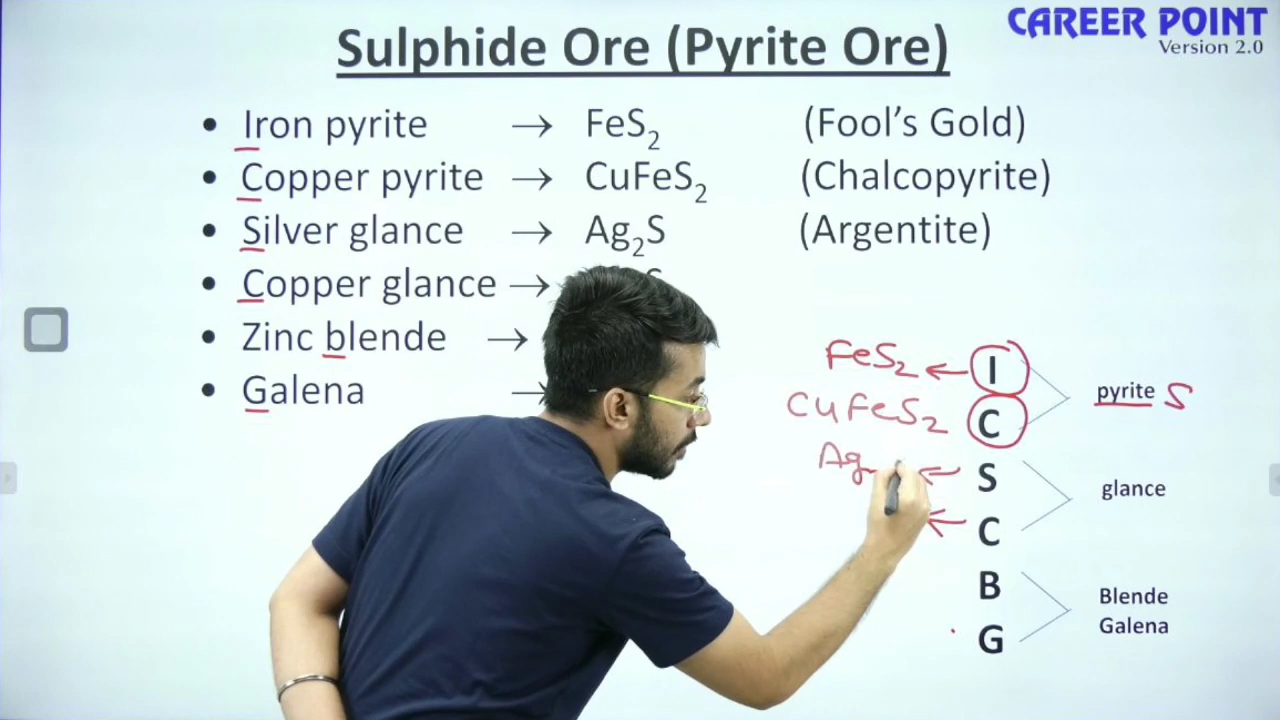 CAREER POINT
Version 2.0
Sulphide Ore (Pyrite Ore)
• Iron pyrite → FeS₂ (Fool's Gold)
• Copper pyrite → CuFeS₂ (Chalcopyrite)
• Silver glance → Ag₂S (Argentite)
• Copper glance → S
• Zinc blende →
• Galena →
FeS₂ ← I
pyrite S
CuFeS₂ C
Ag ← S
glance
← C
B
Blende
G
Galena